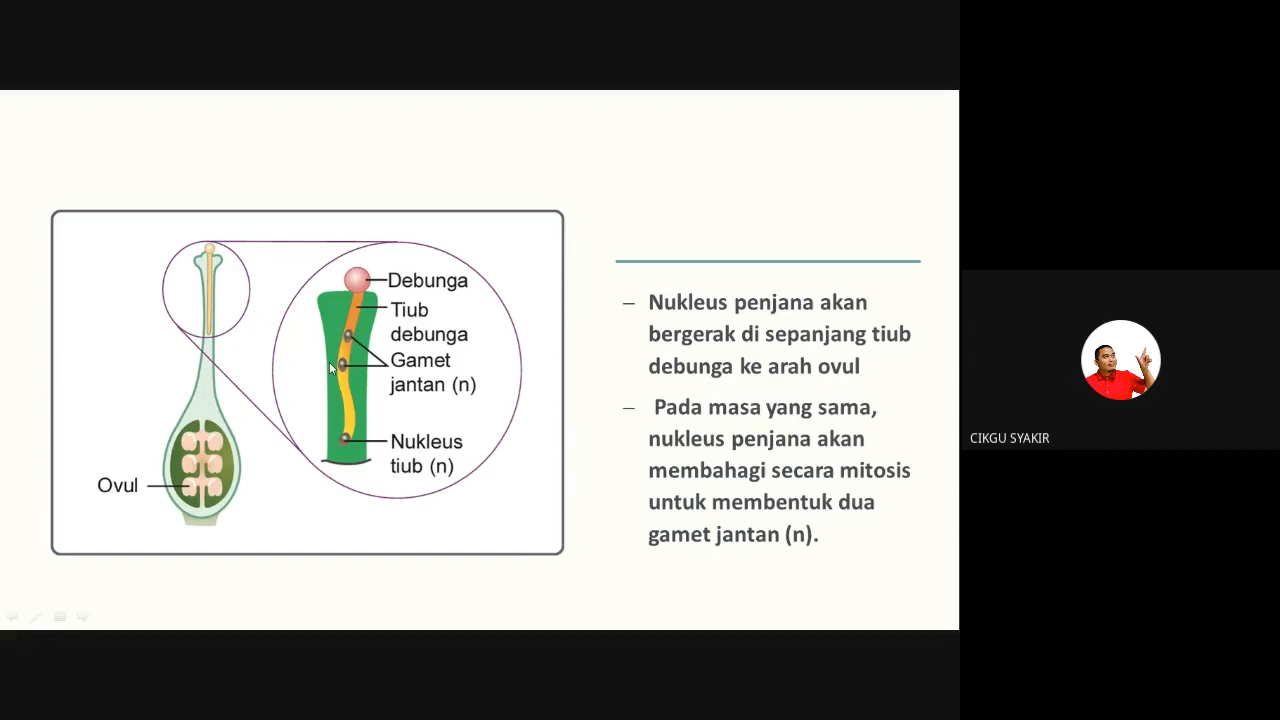 Debunga
Tiub
debunga
Gamet
jantan (n)
Nukleus
tiub (n)
Ovul
– Nukleus penjana akan
bergerak di sepanjang tiub
debunga ke arah ovul
– Pada masa yang sama,
nukleus penjana akan
membahagi secara mitosis
untuk membentuk dua
gamet jantan (n).
CIKGU SYAKIR